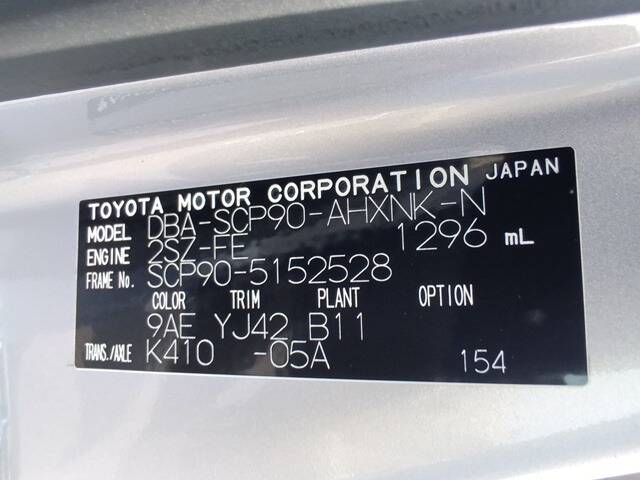 TOYOTA MOTOR CORPORATION JAPAN
MODEL DBA-SCP90-AHXNK-N
ENGINE 2SZ-FE 1296 mL
FRAME No. SCP90-5152528
COLOR TRIM PLANT OPTION
9AE YJ42 B11
TRANS./AXLE K410 -05A 154